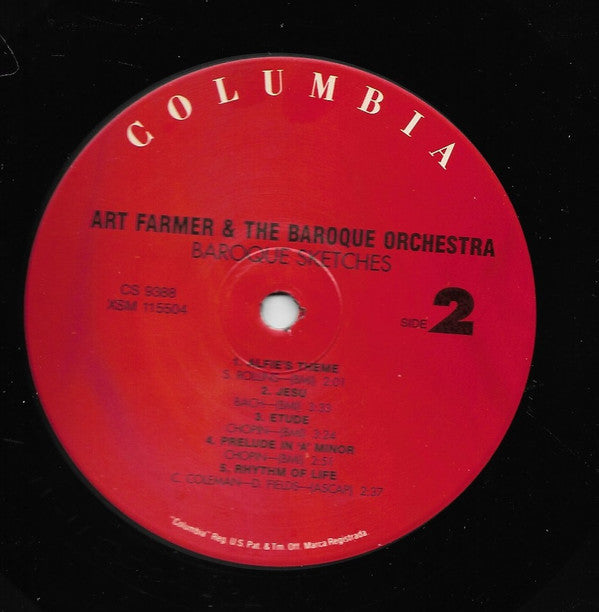 COLUMBIA
ART FARMER & THE BAROQUE ORCHESTRA
BAROQUE SKETCHES
CS 9388
XSM 115504
SIDE 2
1. ALFIE'S THEME
S. ROLLINS—(BMI) 2:01
2. JESU
BACH—(BMI) 3:33
3. ETUDE
CHOPIN—(BMI) 3:24
4. PRELUDE IN 'A' MINOR
CHOPIN—(BMI) 2:51
5. RHYTHM OF LIFE
C. COLEMAN—D. FIELDS—(ASCAP) 2:37
"Columbia" Reg. U.S. Pat. & Tm. Off. Marca Registrada.